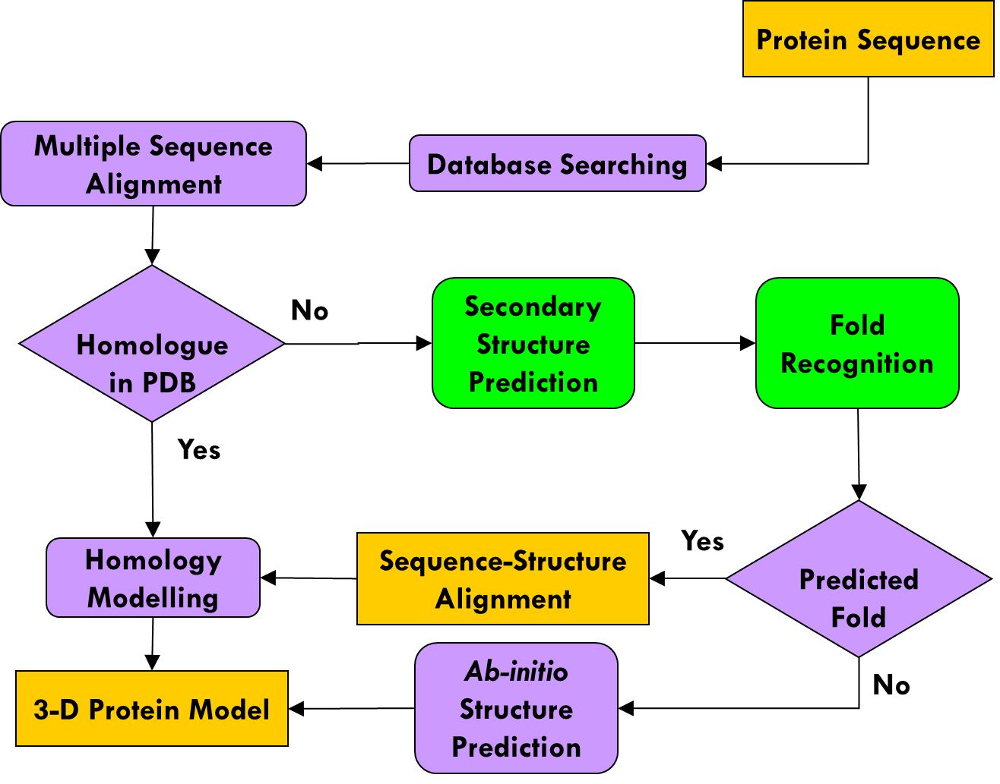 Protein Sequence
Multiple Sequence
Alignment
Database Searching
Homologue
in PDB
No
Secondary
Structure
Prediction
Fold
Recognition
Yes
Homology
Modelling
Sequence-Structure
Alignment
Yes
Predicted
Fold
No
3-D Protein Model
Ab-initio
Structure
Prediction